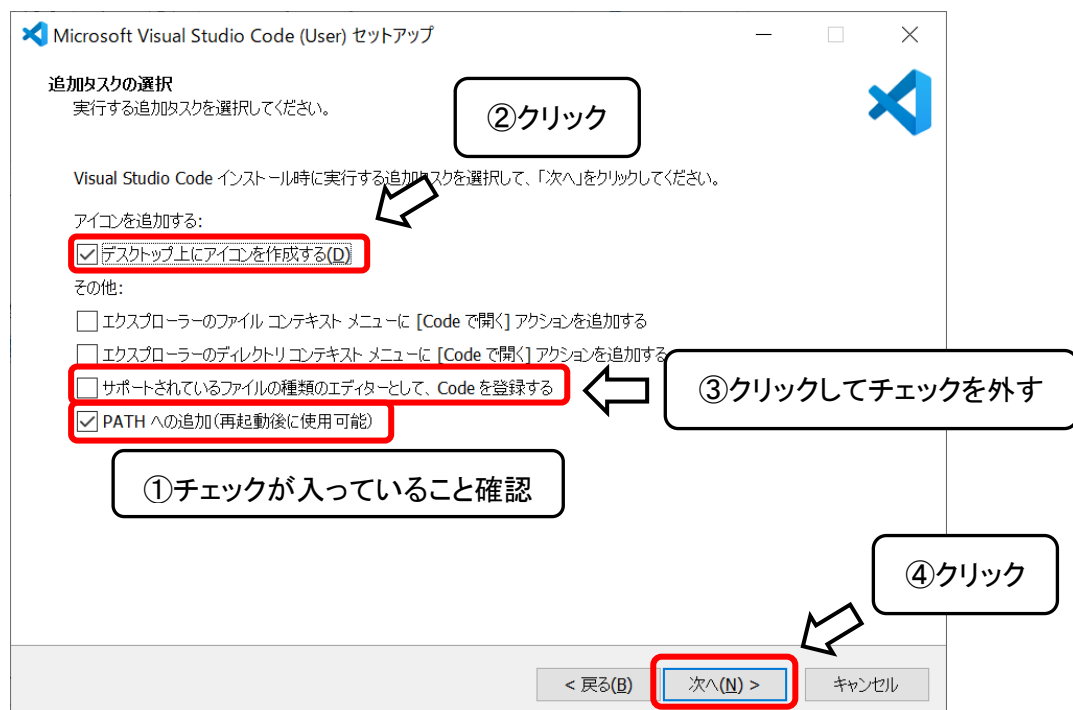 Microsoft Visual Studio Code (User) セットアップ
追加タスクの選択
実行する追加タスクを選択してください。
②クリック
Visual Studio Code インストール時に実行する追加タスクを選択して、「次へ」をクリックしてください。
アイコンを追加する:
デスクトップ上にアイコンを作成する(D)
その他:
エクスプローラーのファイル コンテキスト メニューに [Code で開く] アクションを追加する
エクスプローラーのディレクトリ コンテキスト メニューに [Code で開く] アクションを追加する
サポートされているファイルの種類のエディターとして、Code を登録する
③クリックしてチェックを外す
PATH への追加(再起動後に使用可能)
①チェックが入っていること確認
④クリック
< 戻る(B)
次へ(N) >
キャンセル